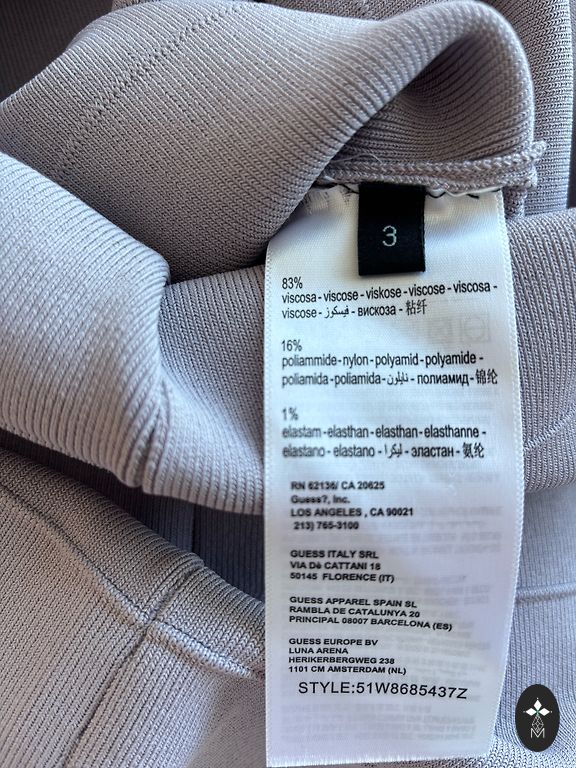 3
83%
viscosa - viscose - viskose - viscose - viscosa -
viscose - فيسكوز - вискоза - 粘纤
16%
poliammide - nylon - polyamid - polyamide -
poliamida - poliamida - نايلون - полиамид - 锦纶
1%
elastam - elasthan - elasthan - elasthanne -
elastano - elastano - ليكرا - эластан - 氨纶
RN 62136/ CA 20625
Guess?, Inc.
LOS ANGELES , CA 90021
213) 765-3100
GUESS ITALY SRL
VIA Dè CATTANI 18
50145 FLORENCE (IT)
GUESS APPAREL SPAIN SL
RAMBLA DE CATALUNYA 20
PRINCIPAL 08007 BARCELONA (ES)
GUESS EUROPE BV
LUNA ARENA
HERIKERBERGWEG 238
1101 CM AMSTERDAM (NL)
STYLE:51W8685437Z
M